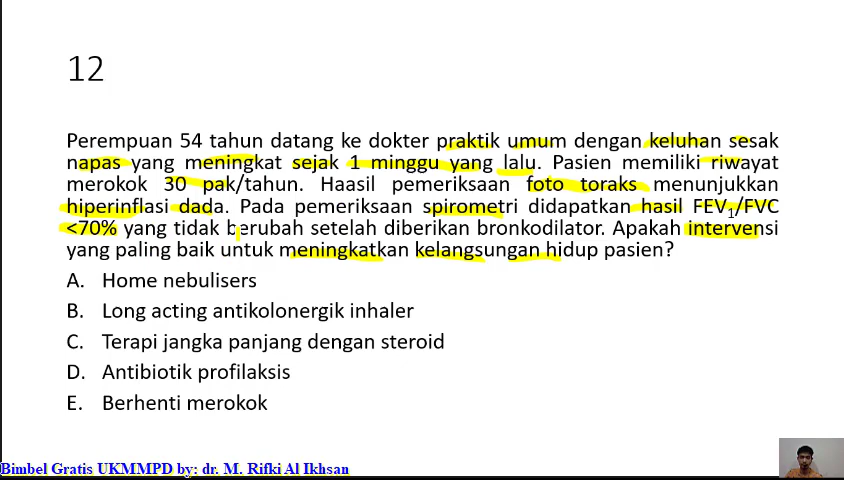 12
Perempuan 54 tahun datang ke dokter praktik umum dengan keluhan sesak
napas yang meningkat sejak 1 minggu yang lalu. Pasien memiliki riwayat
merokok 30 pak/tahun. Haasil pemeriksaan foto toraks menunjukkan
hiperinflasi dada. Pada pemeriksaan spirometri didapatkan hasil FEV₁/FVC
<70% yang tidak berubah setelah diberikan bronkodilator. Apakah intervensi
yang paling baik untuk meningkatkan kelangsungan hidup pasien?
A. Home nebulisers
B. Long acting antikolonergik inhaler
C. Terapi jangka panjang dengan steroid
D. Antibiotik profilaksis
E. Berhenti merokok
Bimbel Gratis UKMMPD by: dr. M. Rifki Al Ikhsan